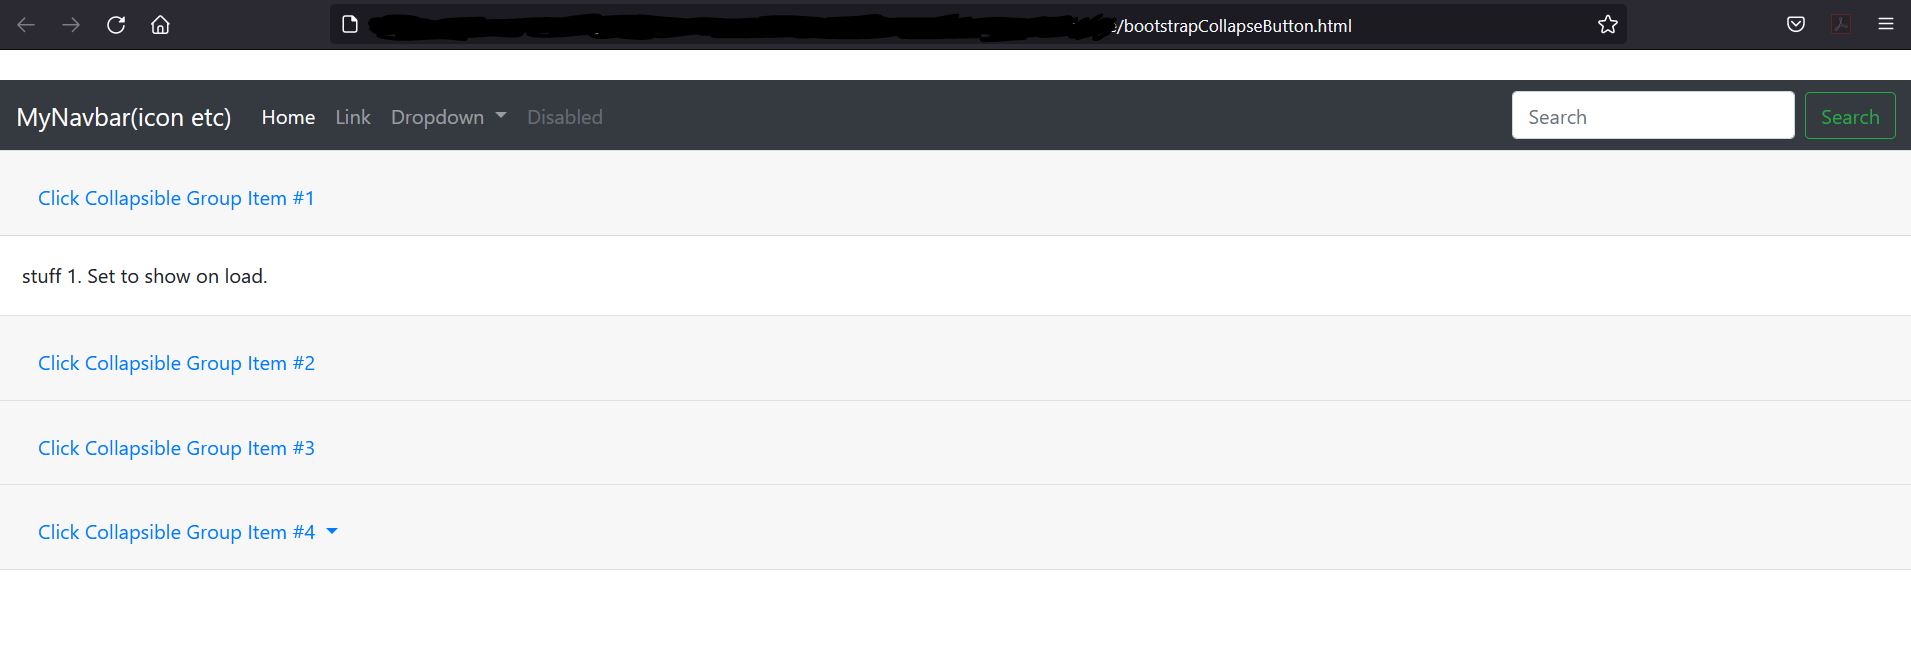 /bootstrapCollapseButton.html
MyNavbar(icon etc) Home Link Dropdown Disabled Search Search
Click Collapsible Group Item #1
stuff 1. Set to show on load.
Click Collapsible Group Item #2
Click Collapsible Group Item #3
Click Collapsible Group Item #4